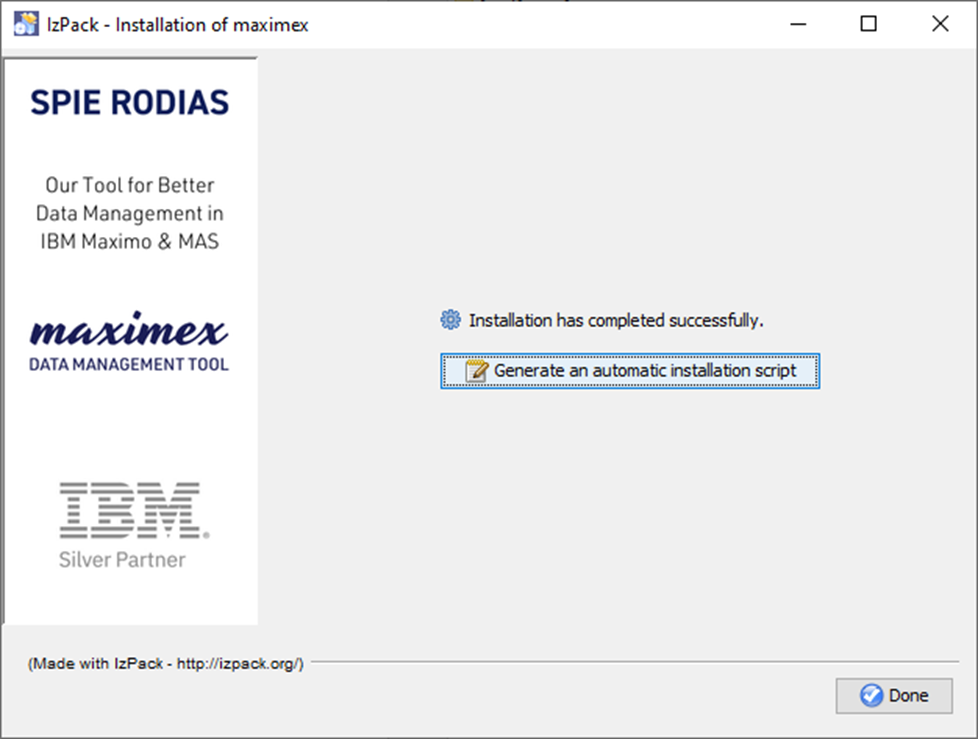 IzPack - Installation of maximex
SPIE RODIAS
Our Tool for Better
Data Management in
IBM Maximo & MAS
maximex
DATA MANAGEMENT TOOL
IBM®
Silver Partner
Installation has completed successfully.
Generate an automatic installation script
(Made with IzPack - http://izpack.org/)
Done